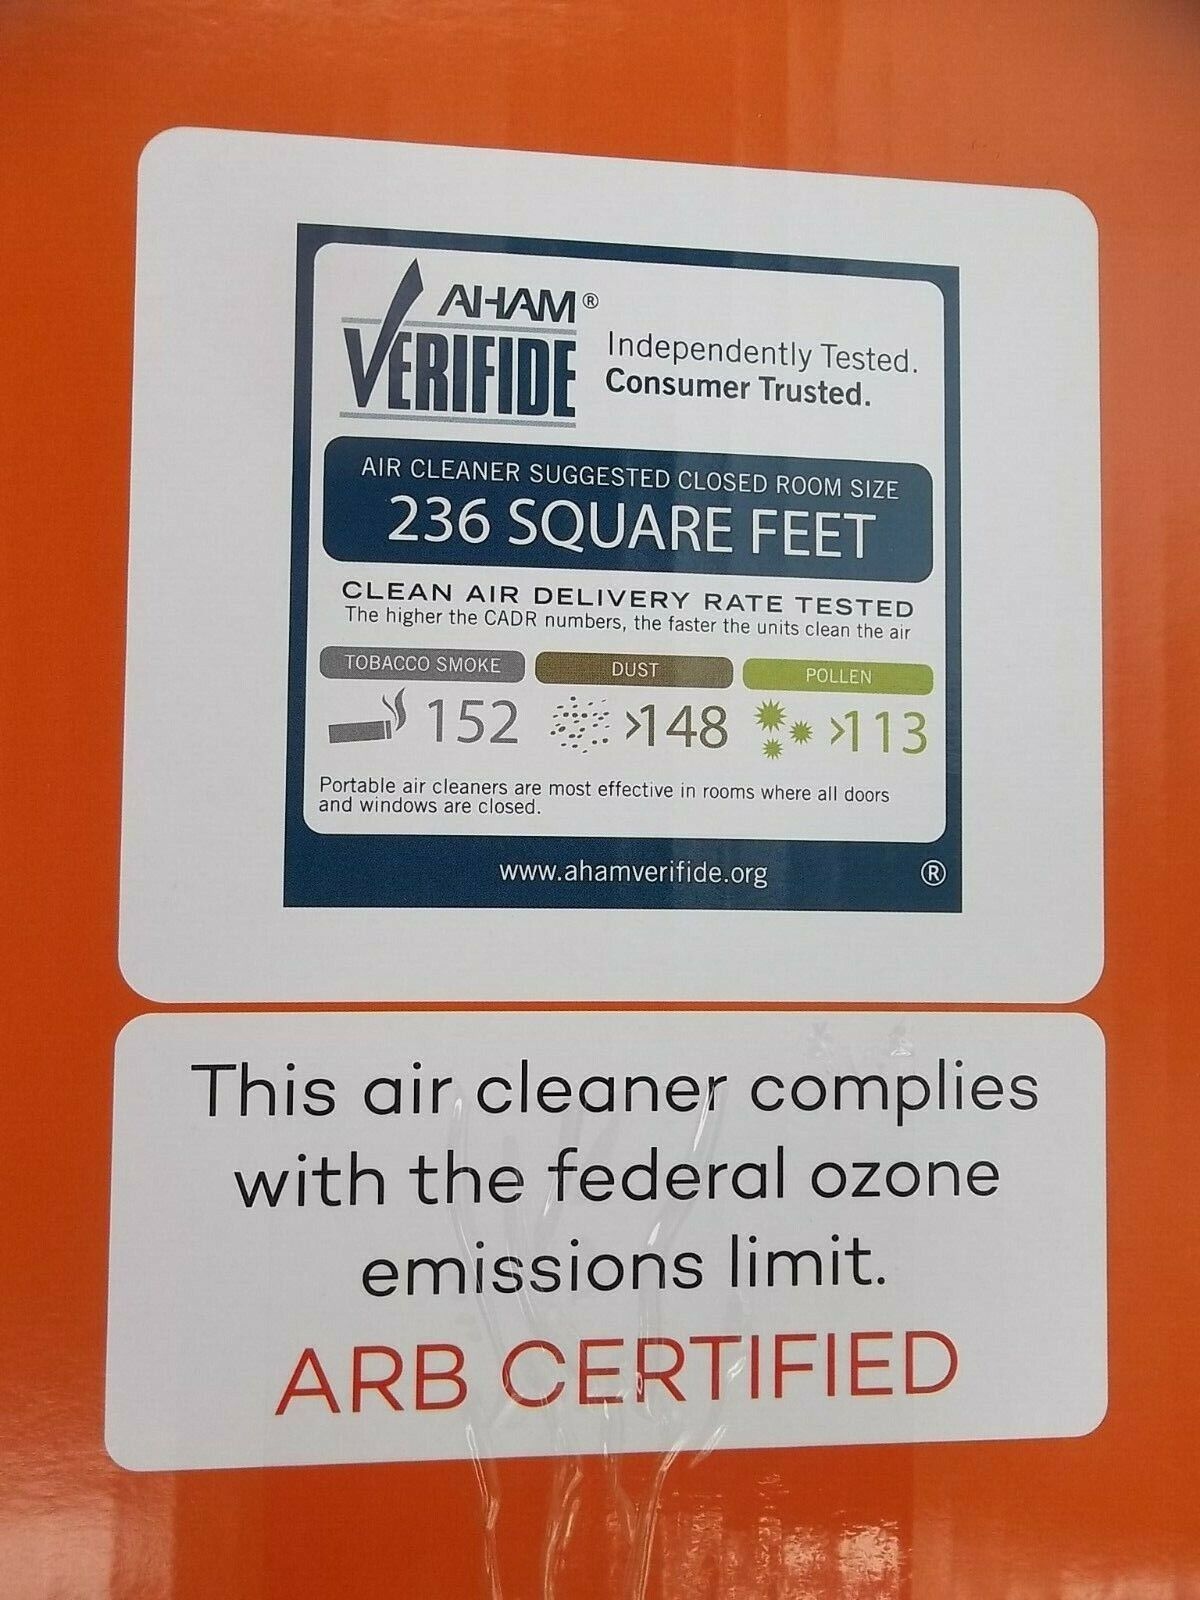 AHAM®
VERIFIDE
Independently Tested.
Consumer Trusted.
AIR CLEANER SUGGESTED CLOSED ROOM SIZE
236 SQUARE FEET
CLEAN AIR DELIVERY RATE TESTED
The higher the CADR numbers, the faster the units clean the air
TOBACCO SMOKE DUST POLLEN
152 >148 >113
Portable air cleaners are most effective in rooms where all doors
and windows are closed.
www.ahamverifide.org ®
This air cleaner complies
with the federal ozone
emissions limit.
ARB CERTIFIED